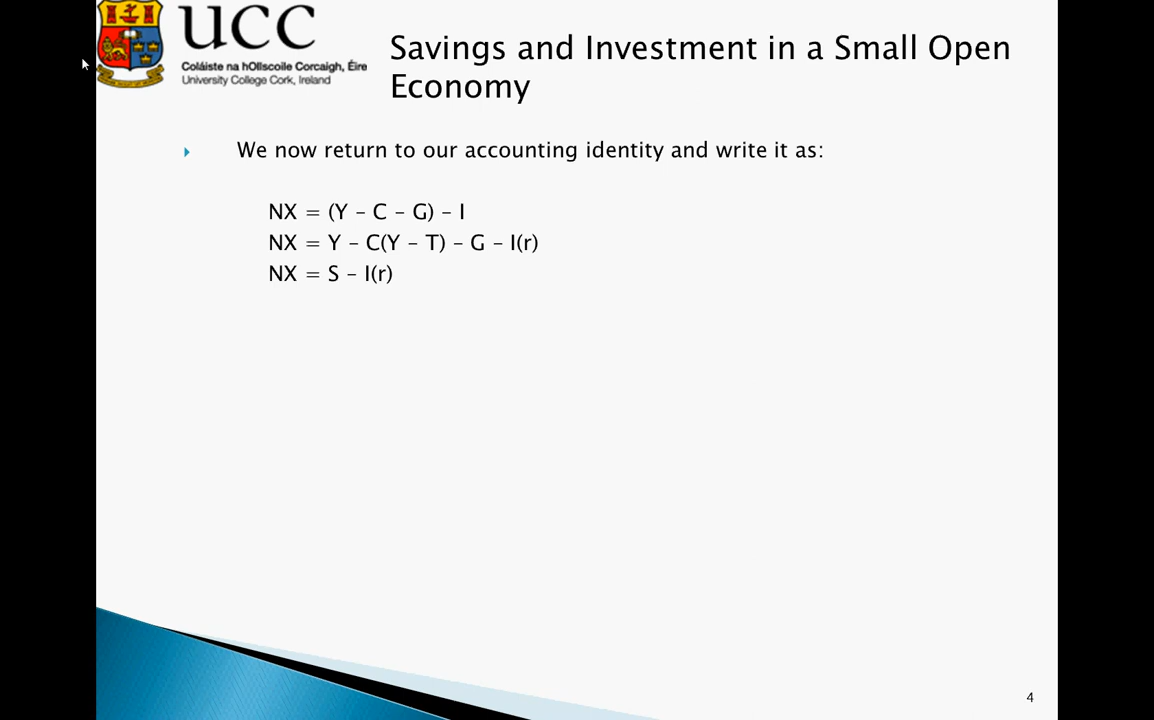 UCC
Coláiste na hOllscoile Corcaigh, Éire
University College Cork, Ireland
Savings and Investment in a Small Open
Economy
We now return to our accounting identity and write it as:
NX = (Y – C – G) – I
NX = Y – C(Y – T) – G – I(r)
NX = S – I(r)
4